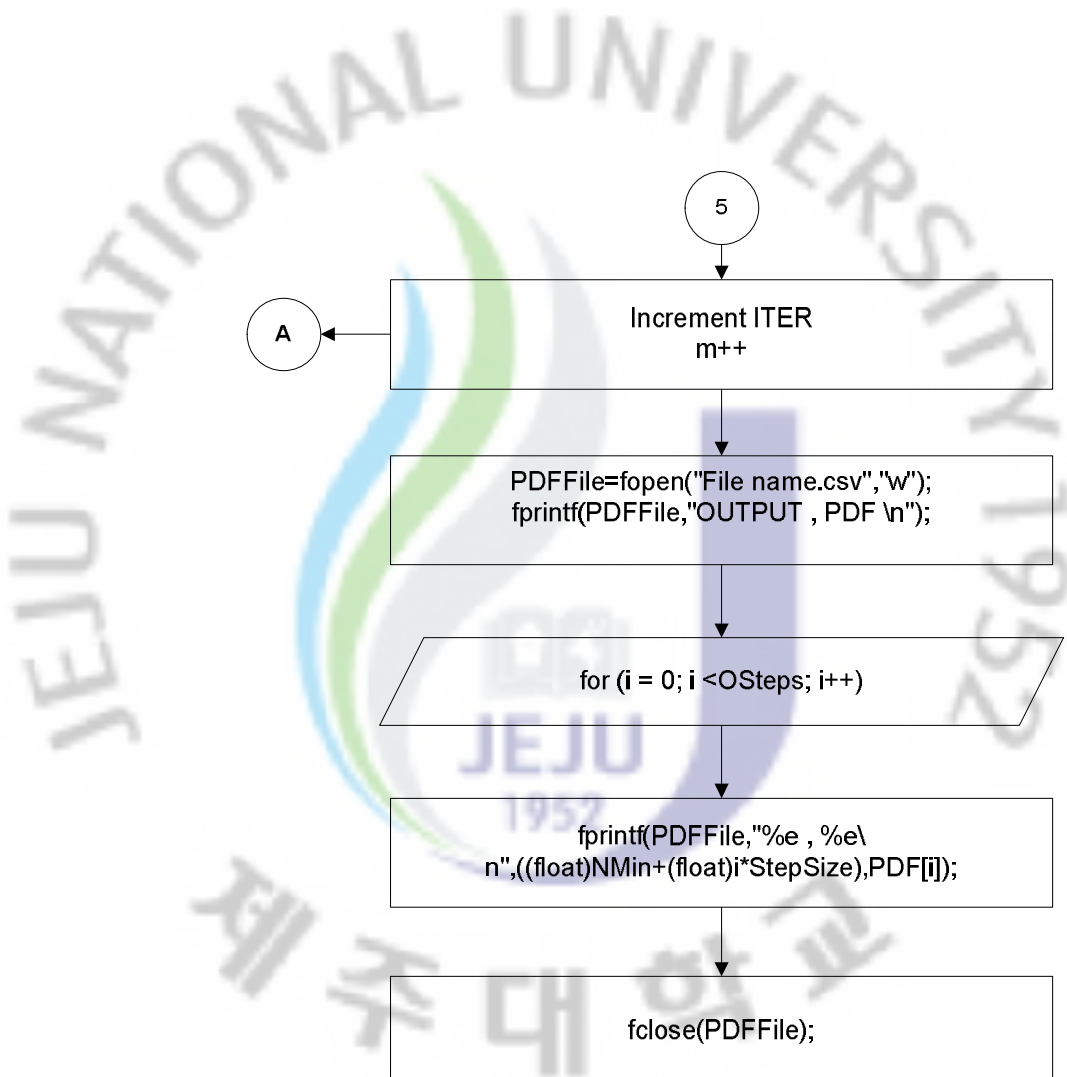 JEJU NATIONAL UNIVERSITY 1952
5
A
Increment ITER
m++
PDFFile=fopen("File name.csv","w");
fprintf(PDFFile,"OUTPUT , PDF \n");
for (i = 0; i <OSteps; i++)
JEJU
1952
fprintf(PDFFile,"%e , %e\
n",((float)NMin+(float)i*StepSize),PDF[i]);
fclose(PDFFile);
제주대학교